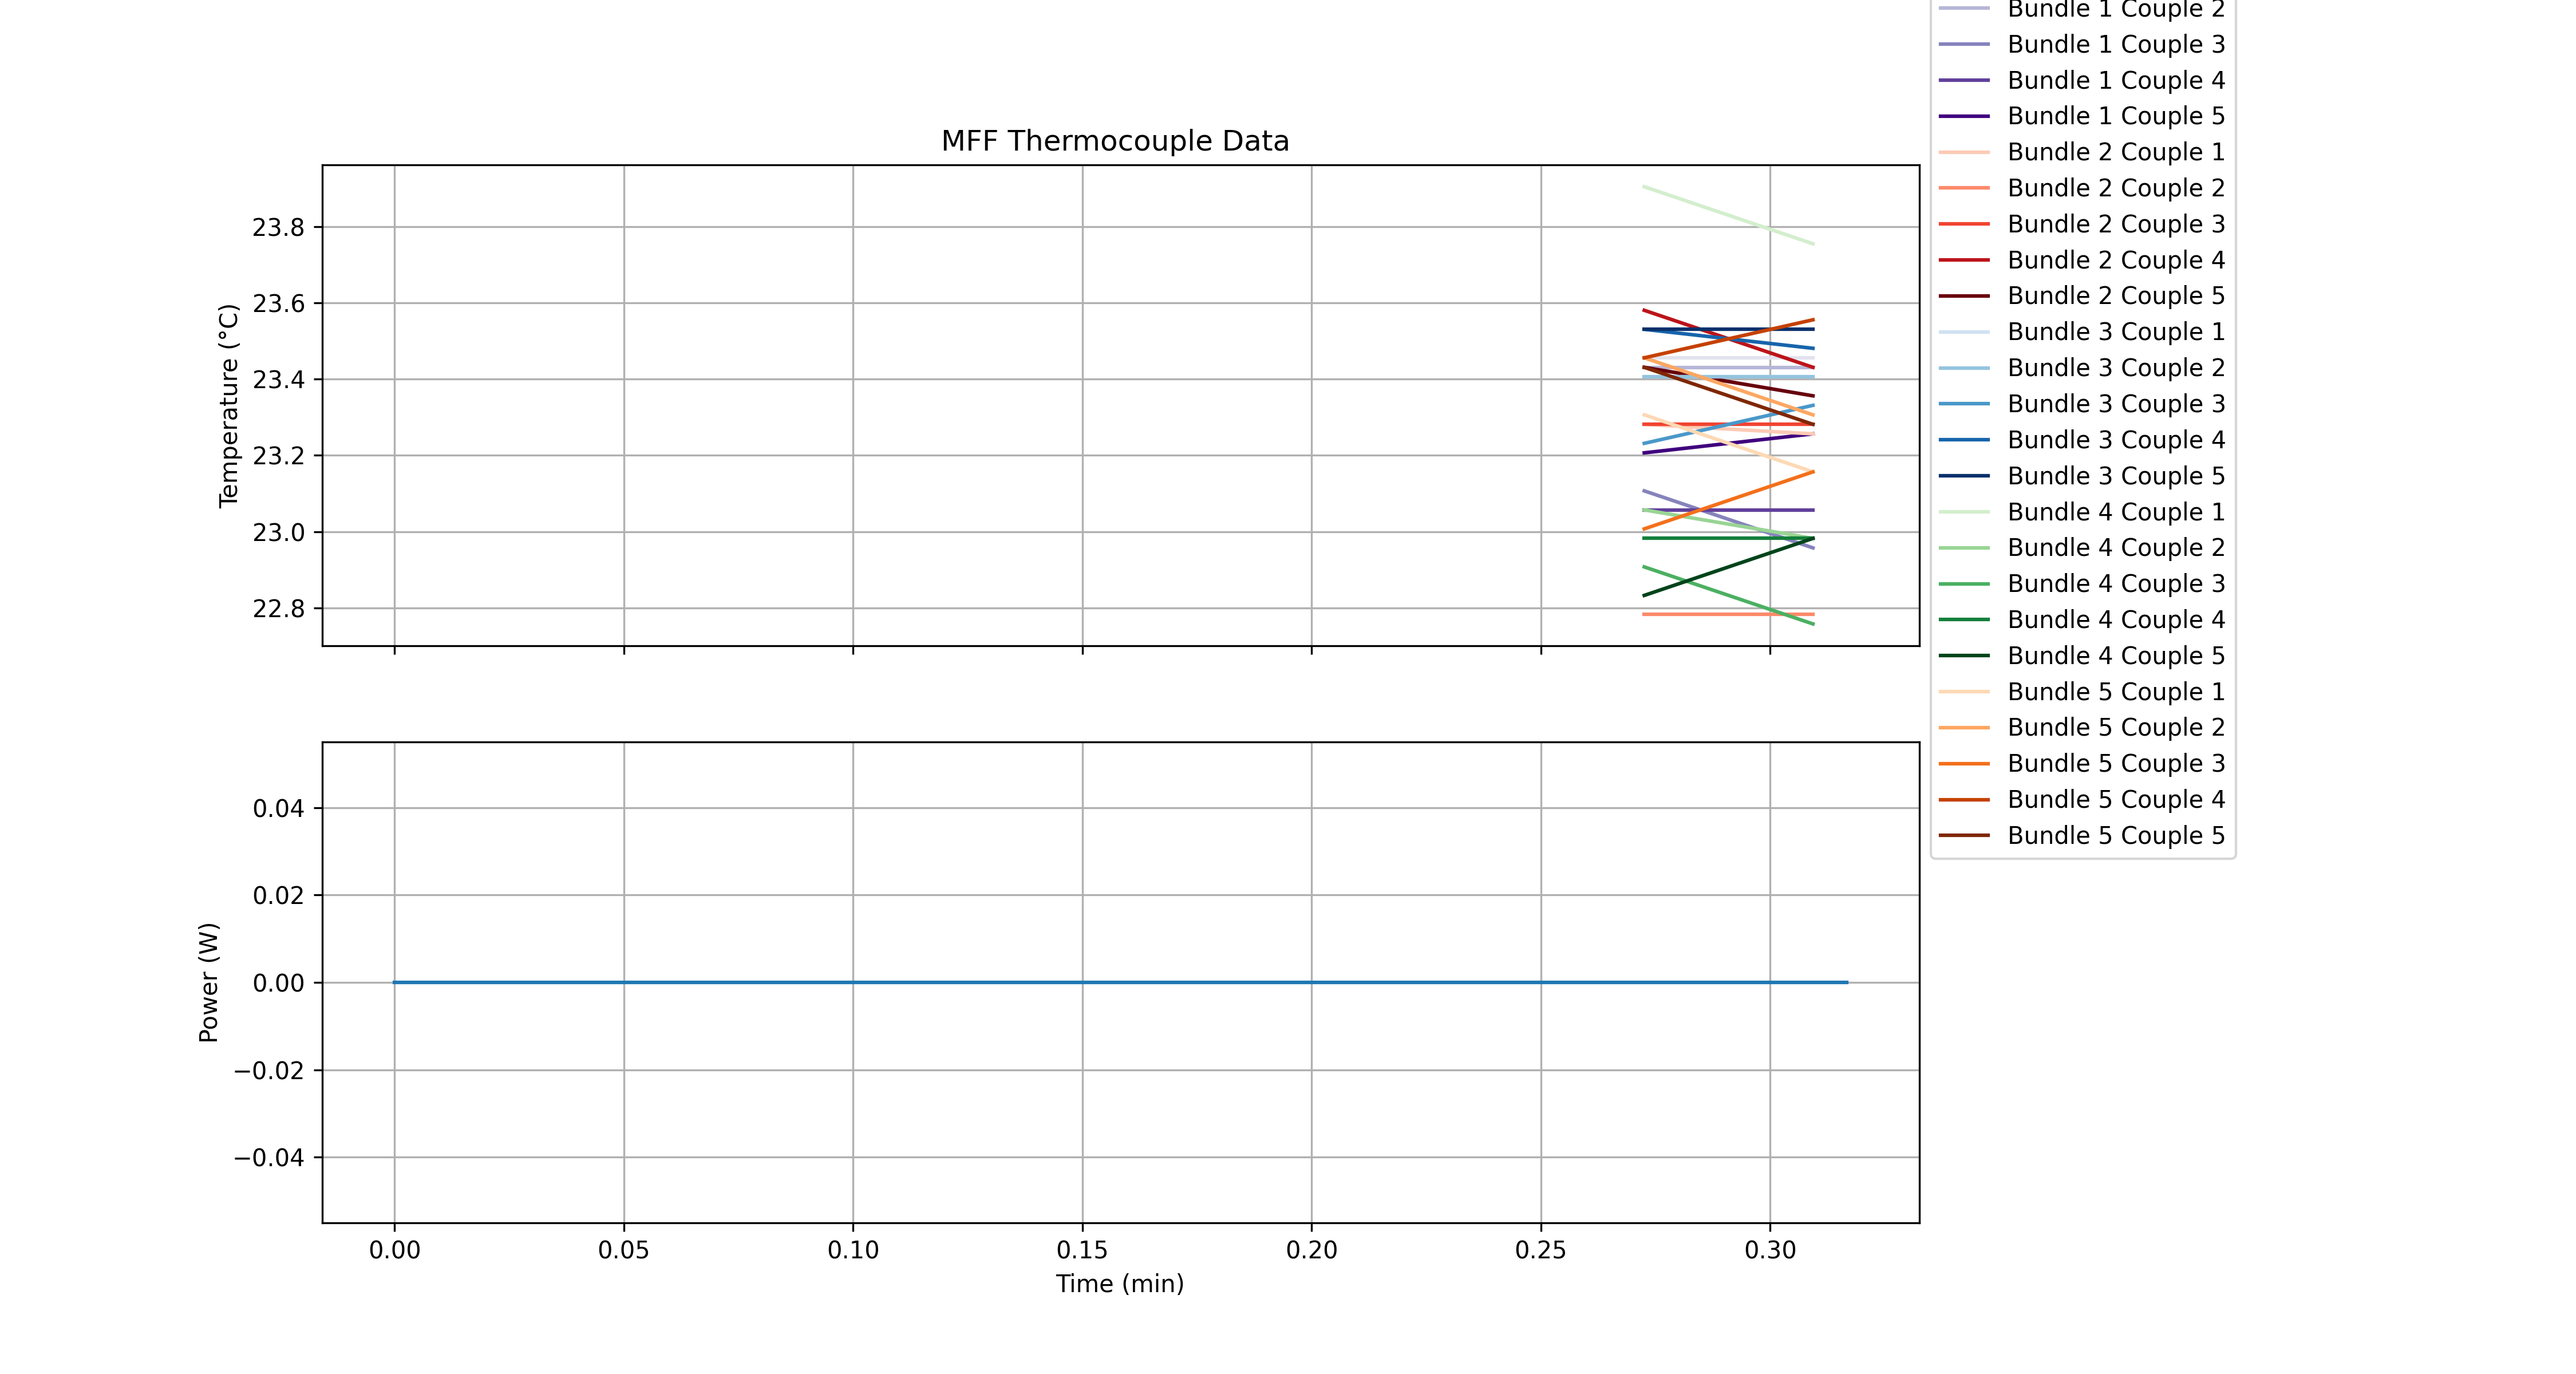 MFF Thermocouple Data
Temperature (°C)
23.8
23.6
23.4
23.2
23.0
22.8
Power (W)
0.04
0.02
0.00
−0.02
−0.04
0.00 0.05 0.10 0.15 0.20 0.25 0.30
Time (min)
Bundle 1 Couple 2
Bundle 1 Couple 3
Bundle 1 Couple 4
Bundle 1 Couple 5
Bundle 2 Couple 1
Bundle 2 Couple 2
Bundle 2 Couple 3
Bundle 2 Couple 4
Bundle 2 Couple 5
Bundle 3 Couple 1
Bundle 3 Couple 2
Bundle 3 Couple 3
Bundle 3 Couple 4
Bundle 3 Couple 5
Bundle 4 Couple 1
Bundle 4 Couple 2
Bundle 4 Couple 3
Bundle 4 Couple 4
Bundle 4 Couple 5
Bundle 5 Couple 1
Bundle 5 Couple 2
Bundle 5 Couple 3
Bundle 5 Couple 4
Bundle 5 Couple 5